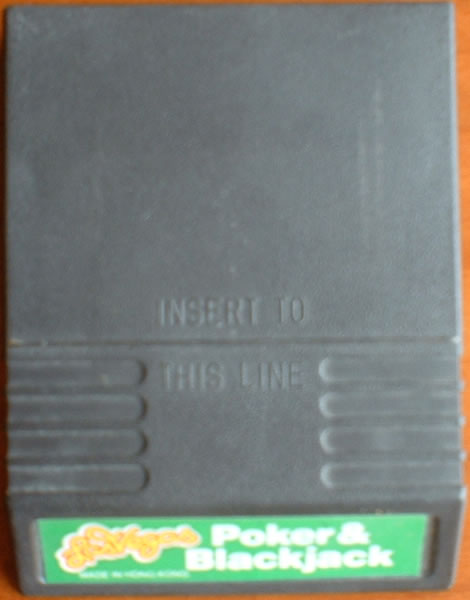 INSERT TO
THIS LINE
Las Vegas
Poker &
Blackjack
MADE IN HONG KONG